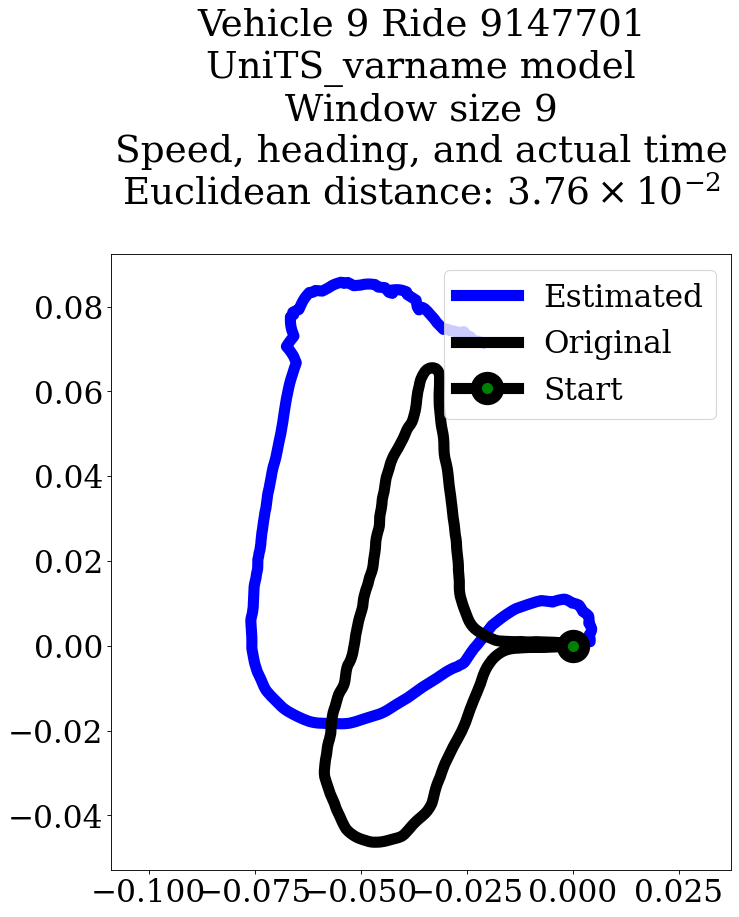 Vehicle 9 Ride 9147701
UniTS_varname model
Window size 9
Speed, heading, and actual time
Euclidean distance: 3.76 × 10⁻²
Estimated
Original
Start
0.08
0.06
0.04
0.02
0.00
−0.02
−0.04
−0.100 −0.075 −0.050 −0.025 0.000 0.025